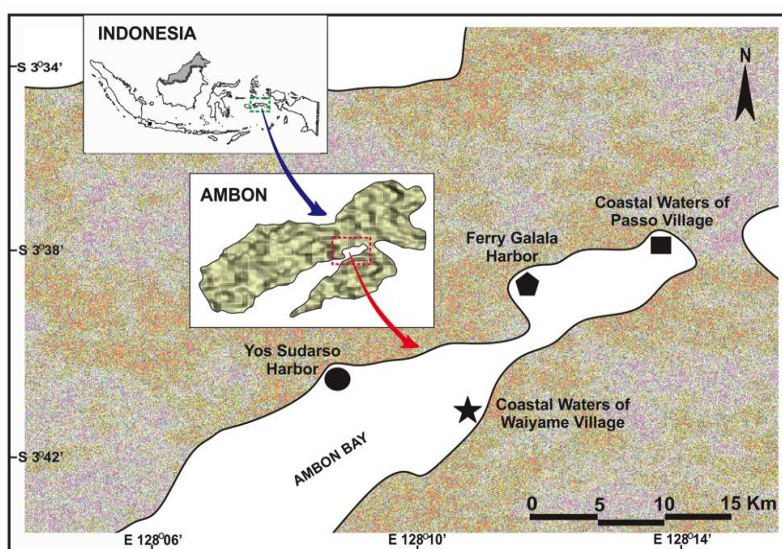 INDONESIA
N
S 3°34'
AMBON
Coastal Waters of
Passo Village
Ferry Galala
Harbor
S 3°38'
Yos Sudarso
Harbor
Coastal Waters of
Waiyame Village
AMBON BAY
S 3°42'
0 5 10 15 Km
E 128°06'
E 128°10'
E 128°14'